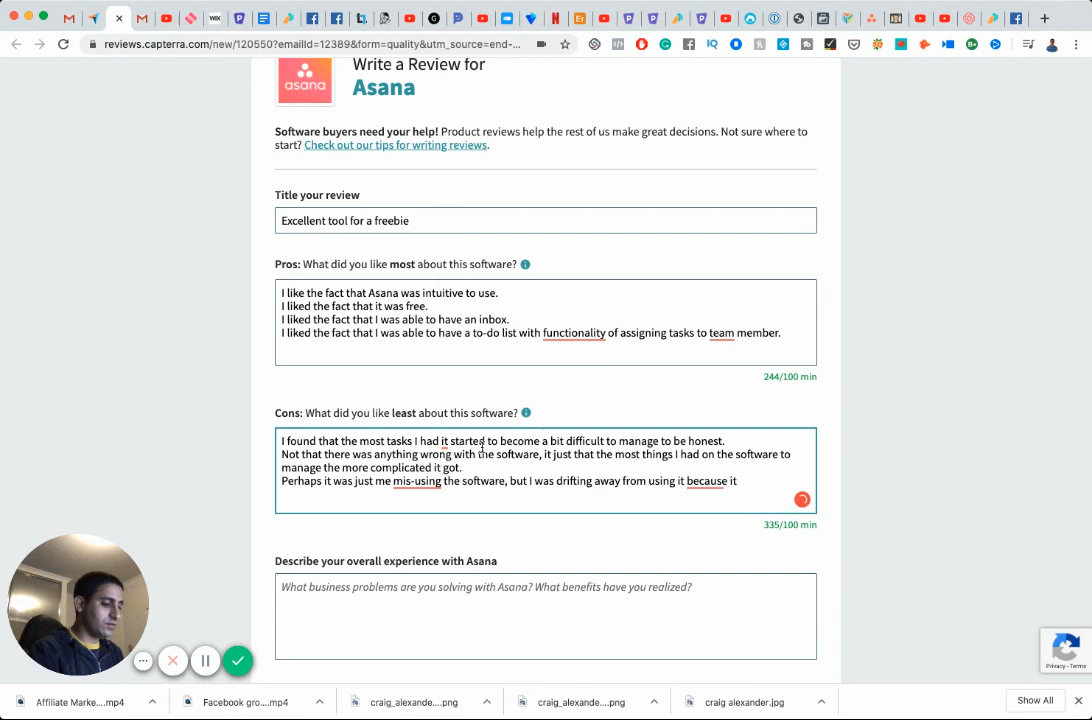 WIX
reviews.capterra.com/new/120550?emailId=12389&form=quality&utm_source=end-...
asana
Write a Review for
Asana
Software buyers need your help! Product reviews help the rest of us make great decisions. Not sure where to
start? Check out our tips for writing reviews.
Title your review
Excellent tool for a freebie
Pros: What did you like most about this software?
I like the fact that Asana was intuitive to use.
I liked the fact that it was free.
I liked the fact that I was able to have an inbox.
I liked the fact that I was able to have a to-do list with functionality of assigning tasks to team member.
244/100 min
Cons: What did you like least about this software?
I found that the most tasks I had it started to become a bit difficult to manage to be honest.
Not that there was anything wrong with the software, it just that the most things I had on the software to
manage the more complicated it got.
Perhaps it was just me mis-using the software, but I was drifting away from using it because it
335/100 min
Describe your overall experience with Asana
What business problems are you solving with Asana? What benefits have you realized?
Privacy - Terms
Affiliate Marke....mp4
Facebook gro....mp4
craig_alexande....png
craig_alexande....png
craig alexander.jpg
Show All